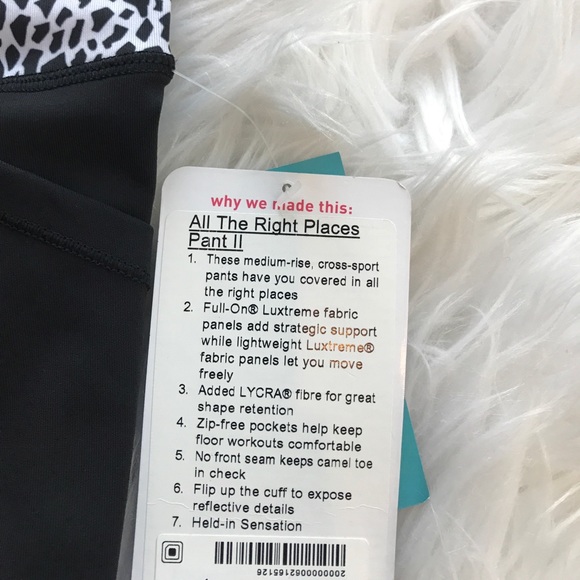 why we made this:
All The Right Places
Pant II
1. These medium-rise, cross-sport
pants have you covered in all
the right places
2. Full-On® Luxtreme fabric
panels add strategic support
while lightweight Luxtreme®
fabric panels let you move
freely
3. Added LYCRA® fibre for great
shape retention
4. Zip-free pockets help keep
floor workouts comfortable
5. No front seam keeps camel toe
in check
6. Flip up the cuff to expose
reflective details
7. Held-in Sensation
2000000052165126